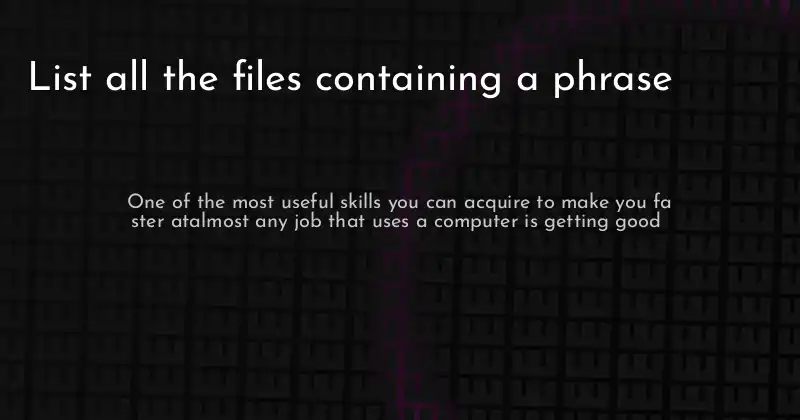 List all the files containing a phrase
One of the most useful skills you can acquire to make you fa
ster atalmost any job that uses a computer is getting good